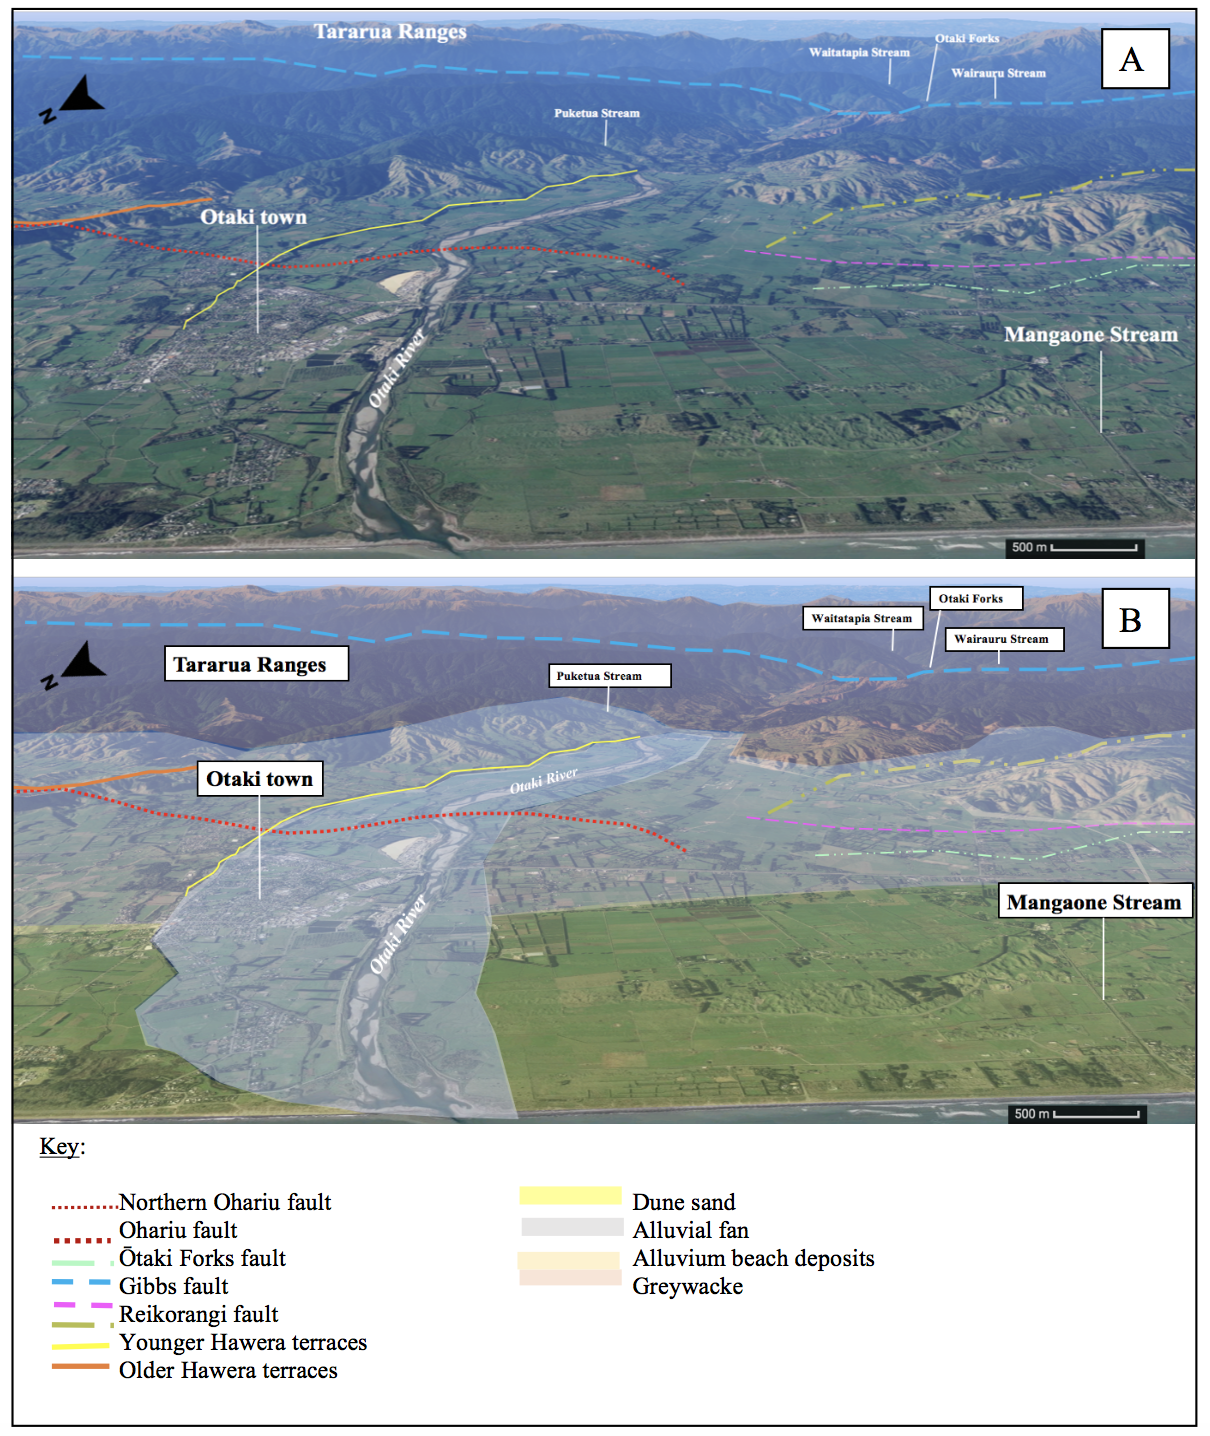 Tararua Ranges
A
Otaki Forks
Waitatapia Stream
Wairauru Stream
N
Puketua Stream
Otaki town
Mangaone Stream
Otaki River
500 m
B
Otaki Forks
Waitatapia Stream
Wairauru Stream
Tararua Ranges
N
Puketua Stream
Otaki town
Otaki River
Mangaone Stream
Otaki River
500 m
Key:
Northern Ohariu fault
Ohariu fault
Ōtaki Forks fault
Gibbs fault
Reikorangi fault
Younger Hawera terraces
Older Hawera terraces
Dune sand
Alluvial fan
Alluvium beach deposits
Greywacke